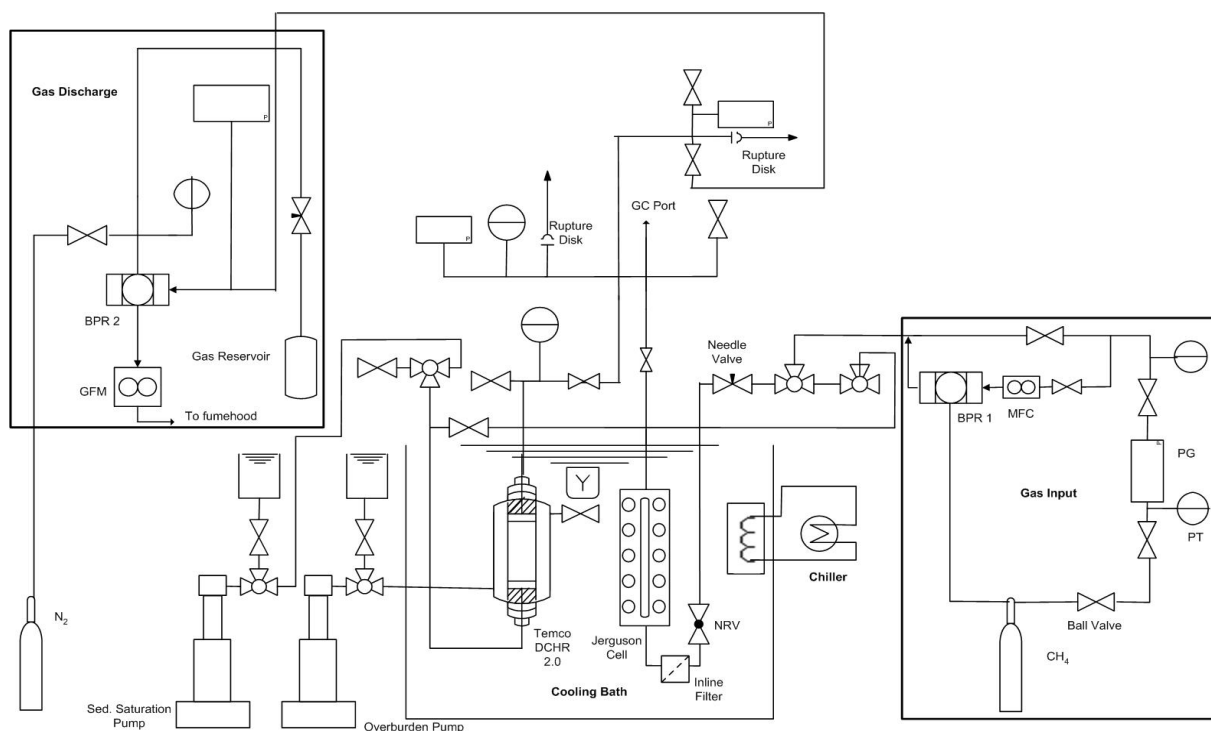 Gas Discharge
P
P
Rupture
Disk
GC Port
P
Rupture
Disk
BPR 2
Gas Reservoir
GFM
To fumehood
Needle
Valve
BPR 1
MFC
P
PG
Gas Input
PT
Y
Chiller
N2
Temco
DCHR
2.0
Jerguson
Cell
NRV
Inline
Filter
Ball Valve
CH4
Cooling Bath
Sed. Saturation
Pump
Overburden Pump